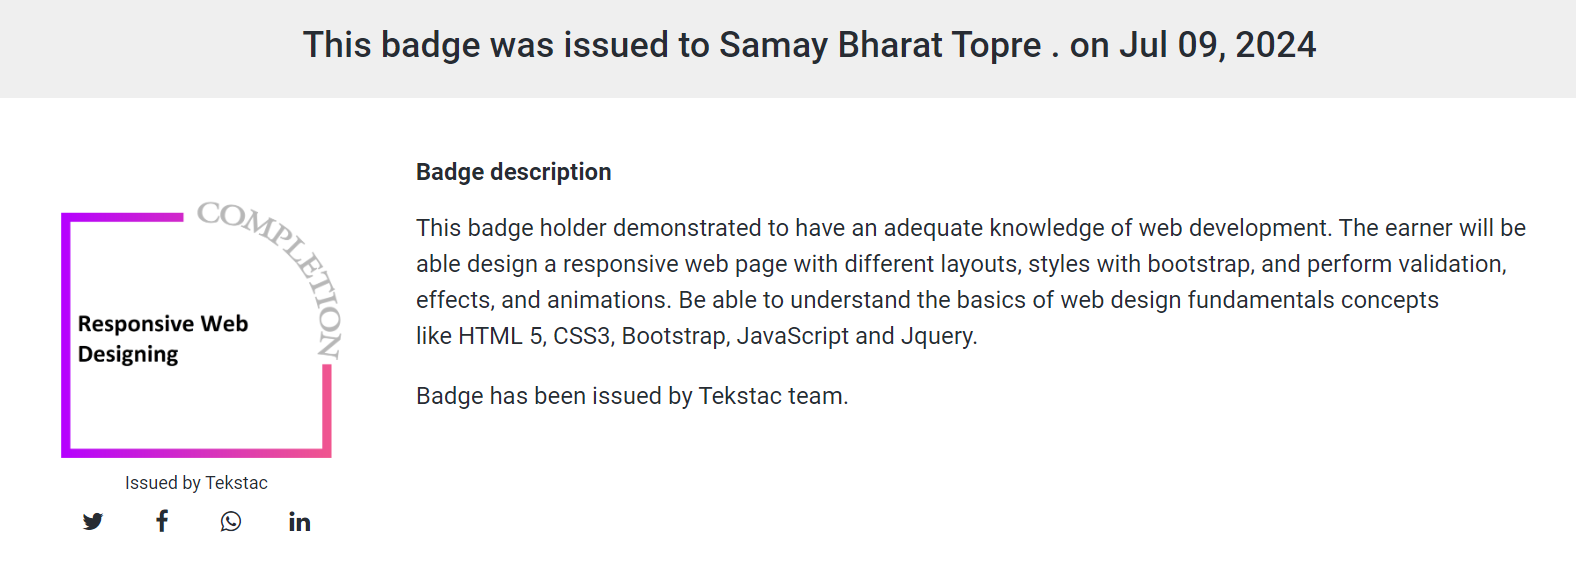 This badge was issued to Samay Bharat Topre . on Jul 09, 2024
COMPLETION
Responsive Web
Designing
Issued by Tekstac
Badge description
This badge holder demonstrated to have an adequate knowledge of web development. The earner will be
able design a responsive web page with different layouts, styles with bootstrap, and perform validation,
effects, and animations. Be able to understand the basics of web design fundamentals concepts
like HTML 5, CSS3, Bootstrap, JavaScript and Jquery.
Badge has been issued by Tekstac team.